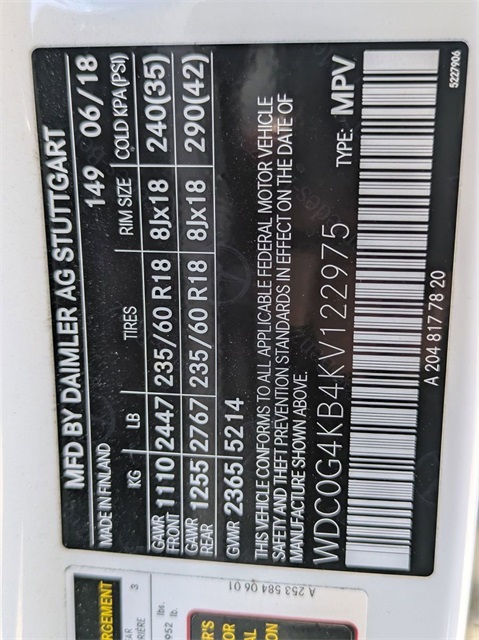 MFD BY DAIMLER AG STUTTGART
MADE IN FINLAND 149 06/18
KG LB TIRES RIM SIZE COLD KPA(PSI)
GAWR FRONT 1110 2447 235/60 R18 8Jx18 240(35)
GAWR REAR 1255 2767 235/60 R18 8Jx18 290(42)
GVWR 2365 5214
THIS VEHICLE CONFORMS TO ALL APPLICABLE FEDERAL MOTOR VEHICLE
SAFETY AND THEFT PREVENTION STANDARDS IN EFFECT ON THE DATE OF
MANUFACTURE SHOWN ABOVE.
WDC0G4KB4KV122975 TYPE: MPV
A 204 817 78 20
5227906
3
lbs.
952 lb.
A 253 584 06 01